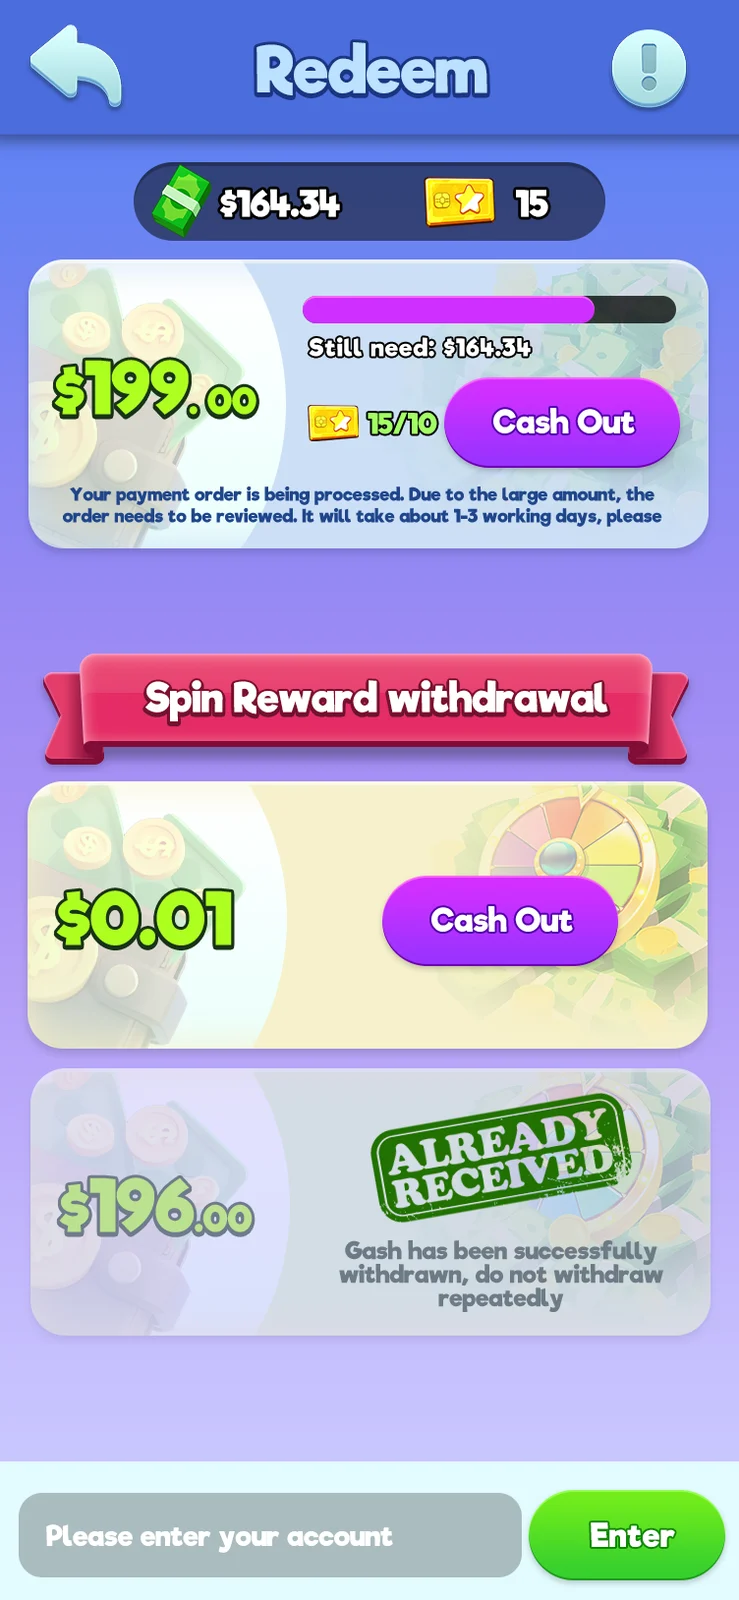 Redeem
$164.34 15
Still need: $164.34
$199.00
15/10 Cash Out
Your payment order is being processed. Due to the large amount, the
order needs to be reviewed. It will take about 1-3 working days, please
Spin Reward withdrawal
$0.01 Cash Out
ALREADY
RECEIVED
$196.00
Gash has been successfully
withdrawn, do not withdraw
repeatedly
Please enter your account Enter